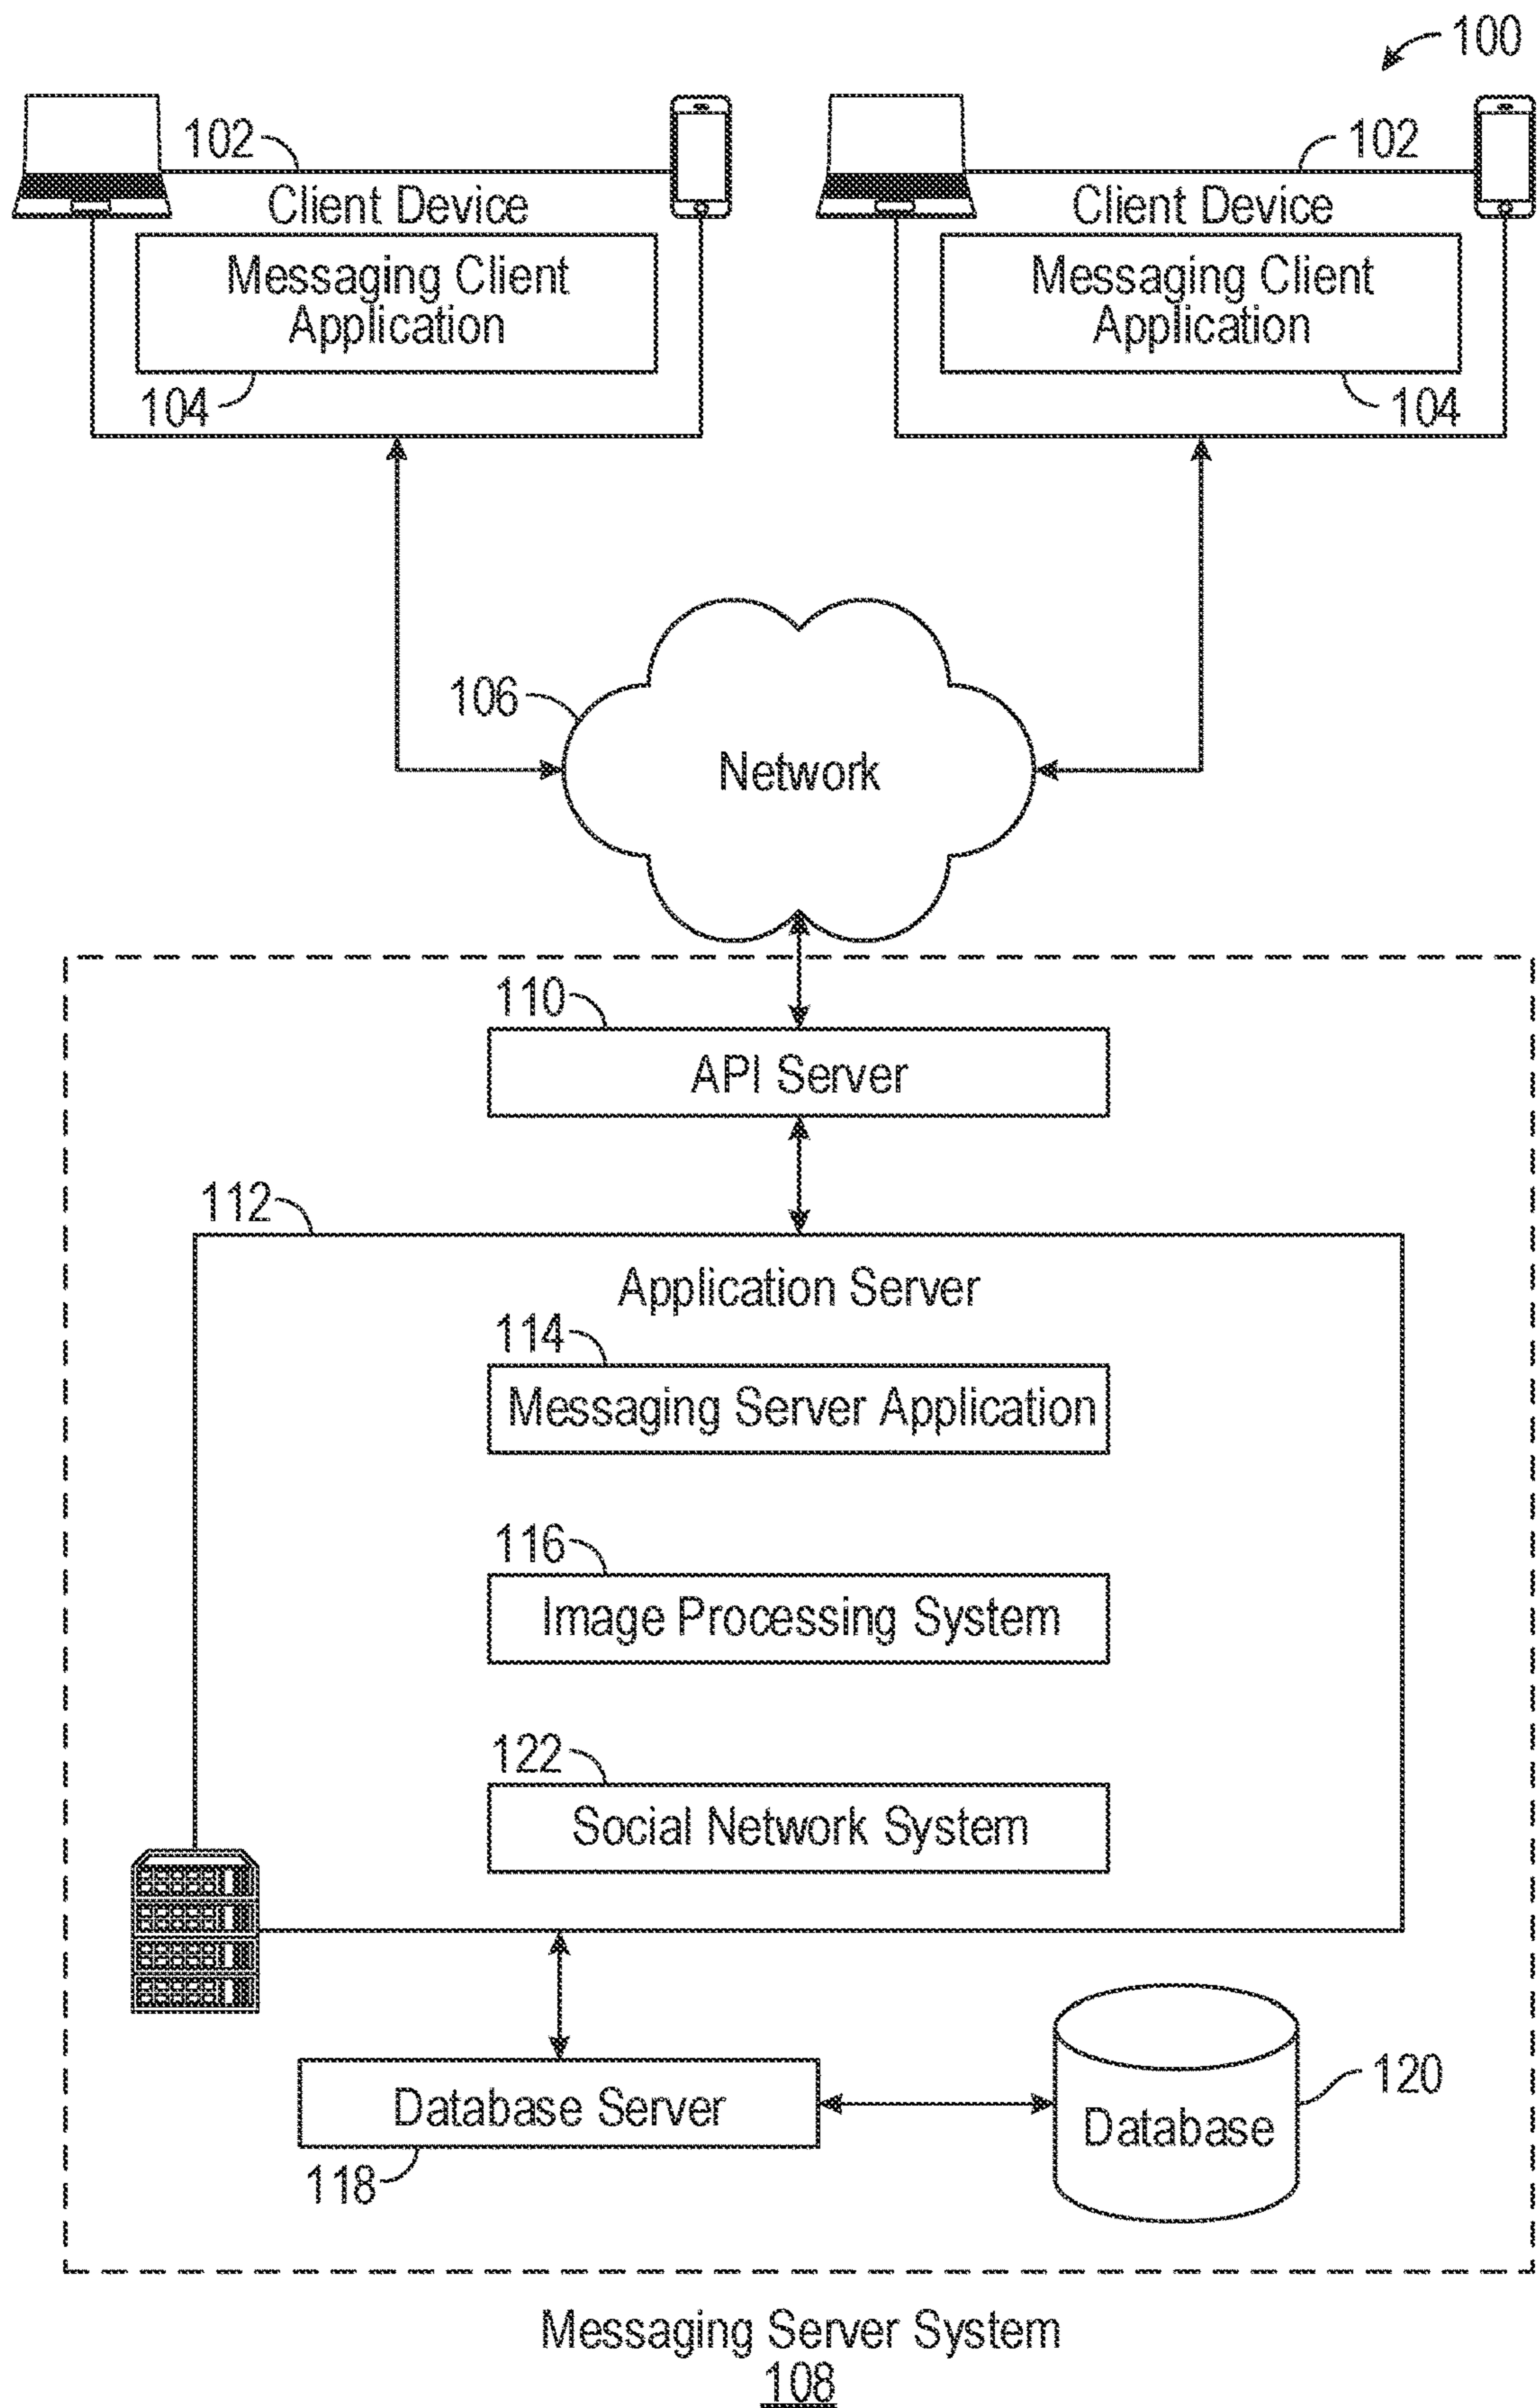 100
102
102
Client Device
Client Device
Messaging Client
Application
Messaging Client
Application
104
104
106
Network
110
API Server
112
Application Server
114
Messaging Server Application
116
Image Processing System
122
Social Network System
Database Server
118
Database
120
Messaging Server System
108